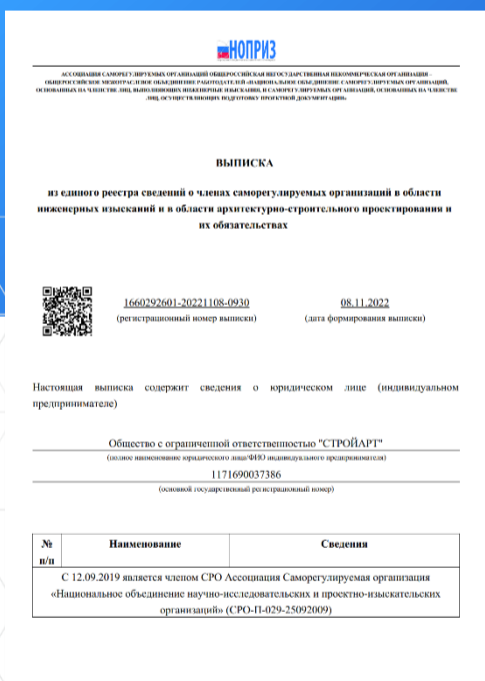 НОПРИЗ
АССОЦИАЦИЯ САМОРЕГУЛИРУЕМЫХ ОРГАНИЗАЦИЙ ОБЩЕРОССИЙСКАЯ НЕГОСУДАРСТВЕННАЯ НЕКОММЕРЧЕСКАЯ ОРГАНИЗАЦИЯ –
ОБЩЕРОССИЙСКОЕ МЕЖОТРАСЛЕВОЕ ОБЪЕДИНЕНИЕ РАБОТОДАТЕЛЕЙ «НАЦИОНАЛЬНОЕ ОБЪЕДИНЕНИЕ САМОРЕГУЛИРУЕМЫХ ОРГАНИЗАЦИЙ,
ОСНОВАННЫХ НА ЧЛЕНСТВЕ ЛИЦ, ВЫПОЛНЯЮЩИХ ИНЖЕНЕРНЫЕ ИЗЫСКАНИЯ, И САМОРЕГУЛИРУЕМЫХ ОРГАНИЗАЦИЙ, ОСНОВАННЫХ НА ЧЛЕНСТВЕ
ЛИЦ, ОСУЩЕСТВЛЯЮЩИХ ПОДГОТОВКУ ПРОЕКТНОЙ ДОКУМЕНТАЦИИ»
ВЫПИСКА
из единого реестра сведений о членах саморегулируемых организаций в области
инженерных изысканий и в области архитектурно-строительного проектирования и
их обязательствах
1660292601-20221108-0930 08.11.2022
(регистрационный номер выписки) (дата формирования выписки)
Настоящая выписка содержит сведения о юридическом лице (индивидуальном
предпринимателе)
Общество с ограниченной ответственностью "СТРОЙАРТ"
(полное наименование юридического лица/ФИО индивидуального предпринимателя)
1171690037386
(основной государственный регистрационный номер)
№ Наименование Сведения
п/п
С 12.09.2019 является членом СРО Ассоциация Саморегулируемая организация
«Национальное объединение научно-исследовательских и проектно-изыскательских
организаций» (СРО-П-029-25092009)